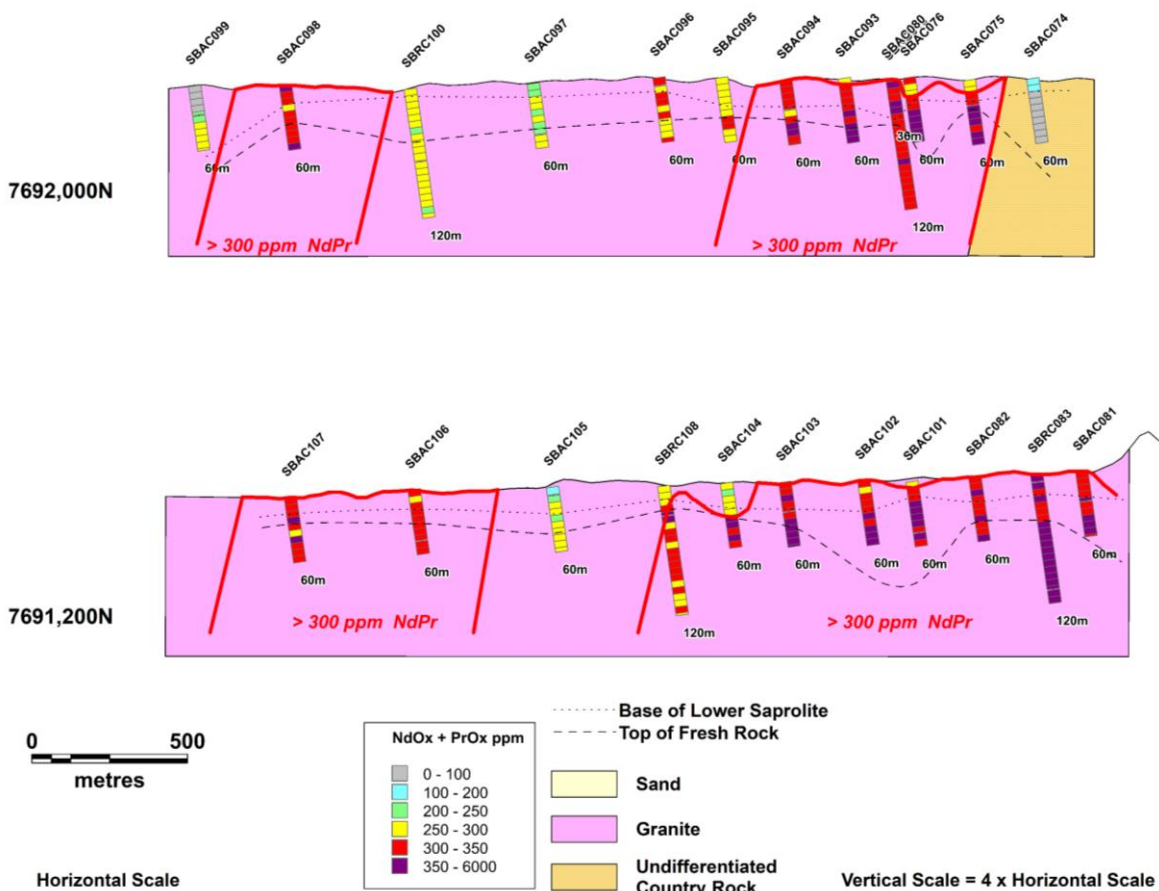 SBAC099
SBAC098
SBRC100
SBAC097
SBAC096
SBAC095
SBAC094
SBAC093
SBAC080
SBAC076
SBAC075
SBAC074
60m
60m
120m
60m
60m
60m
60m
60m
36m
60m
120m
60m
60m
7692,000N
> 300 ppm NdPr
> 300 ppm NdPr
SBAC107
SBAC106
SBAC105
SBRC108
SBAC104
SBAC103
SBAC102
SBAC101
SBAC082
SBRC083
SBAC081
60m
60m
60m
120m
60m
60m
60m
60m
60m
120m
60m
7691,200N
> 300 ppm NdPr
> 300 ppm NdPr
0 500
metres
Horizontal Scale
NdOx + PrOx ppm
0 - 100
100 - 200
200 - 250
250 - 300
300 - 350
350 - 6000
Base of Lower Saprolite
Top of Fresh Rock
Sand
Granite
Undifferentiated
Country Rock
Vertical Scale = 4 x Horizontal Scale